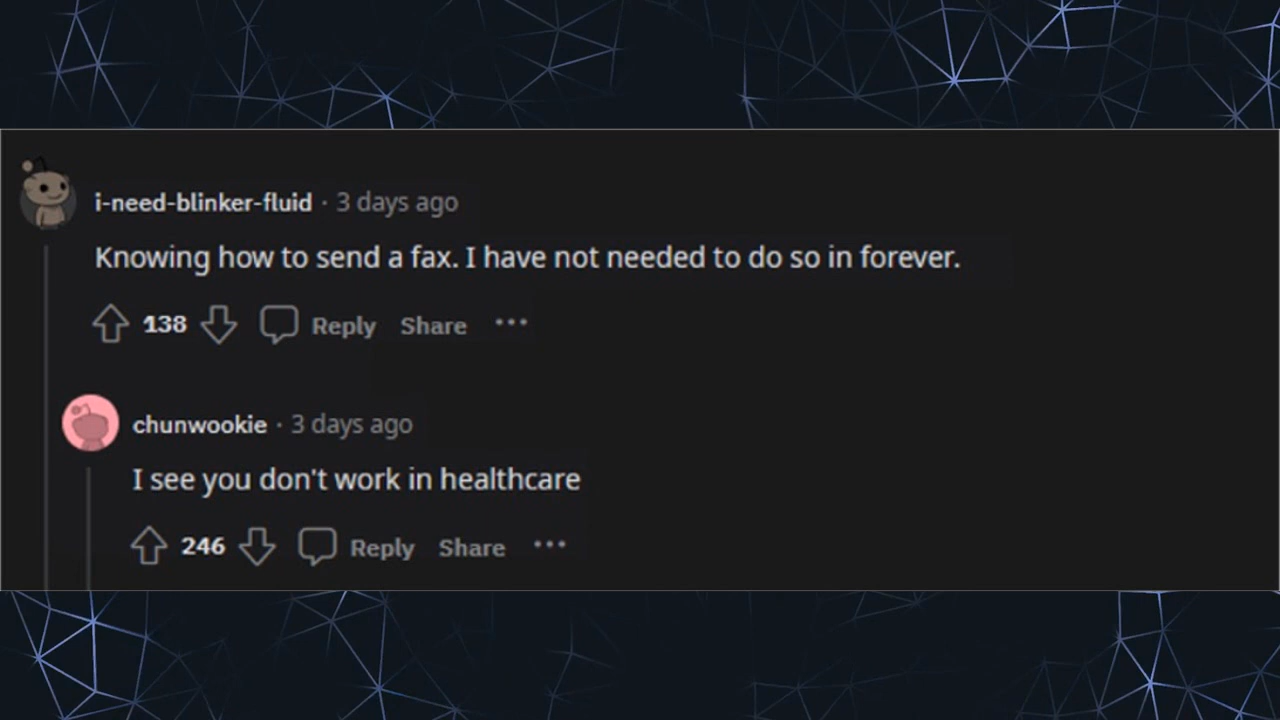 i-need-blinker-fluid · 3 days ago
Knowing how to send a fax. I have not needed to do so in forever.
138 Reply Share ···
chunwookie · 3 days ago
I see you don't work in healthcare
246 Reply Share ···